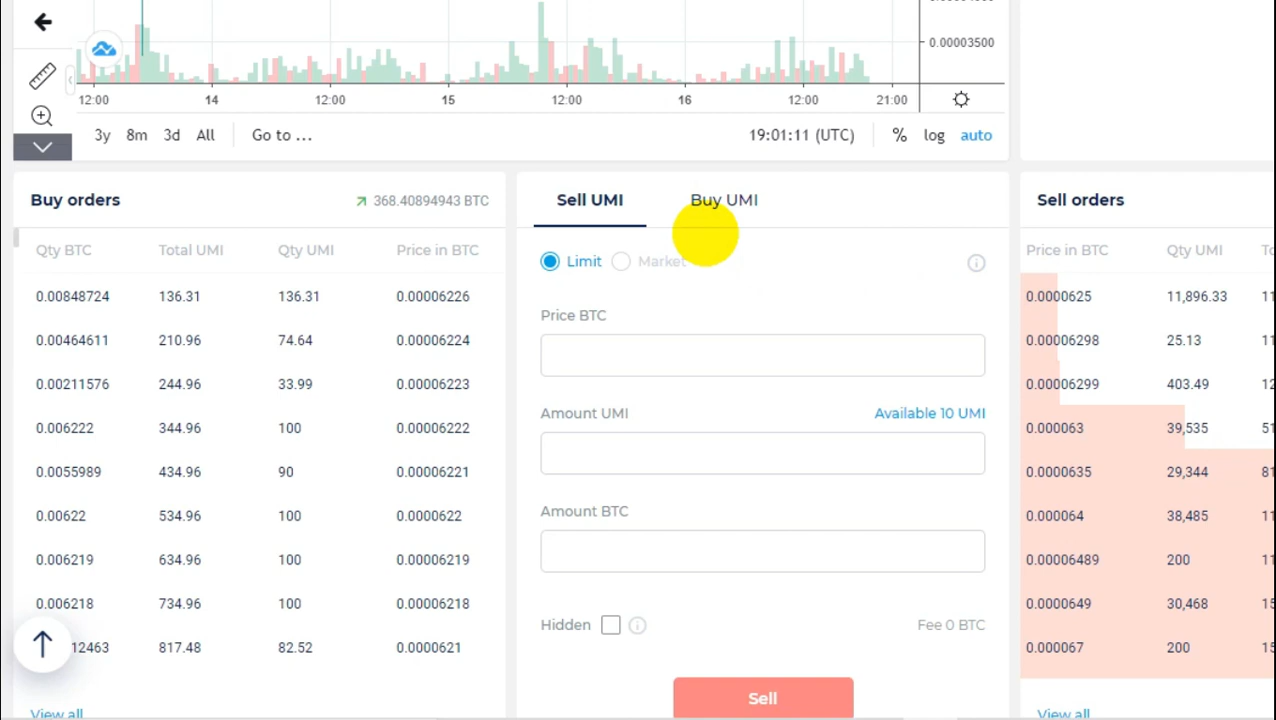 0.00003500
12:00 14 12:00 15 12:00 16 12:00 21:00
3y 8m 3d All Go to ... 19:01:11 (UTC) % log auto
Buy orders 368.40894943 BTC
Qty BTC Total UMI Qty UMI Price in BTC
0.00848724 136.31 136.31 0.00006226
0.00464611 210.96 74.64 0.00006224
0.00211576 244.96 33.99 0.00006223
0.006222 344.96 100 0.00006222
0.0055989 434.96 90 0.00006221
0.00622 534.96 100 0.0000622
0.006219 634.96 100 0.00006219
0.006218 734.96 100 0.00006218
12463 817.48 82.52 0.0000621
View all
Sell UMI Buy UMI
Limit Market
Price BTC
Amount UMI Available 10 UMI
Amount BTC
Hidden Fee 0 BTC
Sell
Sell orders
Price in BTC Qty UMI
0.0000625 11,896.33
0.00006298 25.13
0.00006299 403.49
0.000063 39,535
0.0000635 29,344
0.000064 38,485
0.00006489 200
0.0000649 30,468
0.000067 200
View all